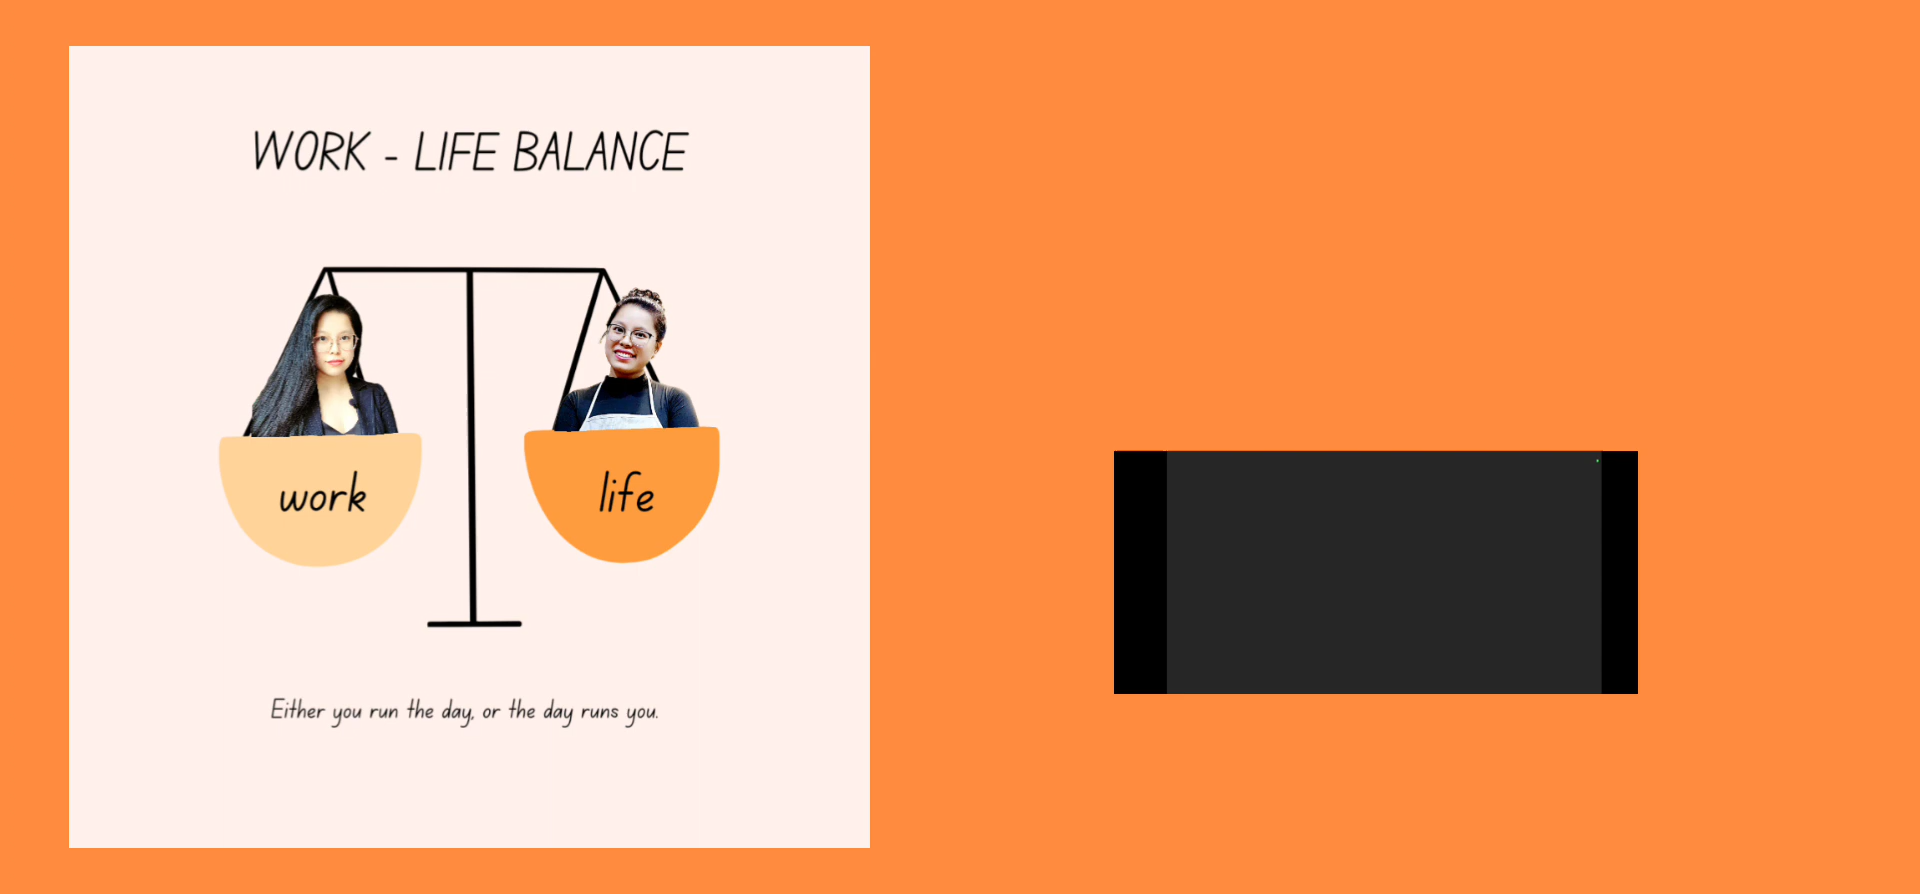 WORK - LIFE BALANCE
work
life
Either you run the day, or the day runs you.